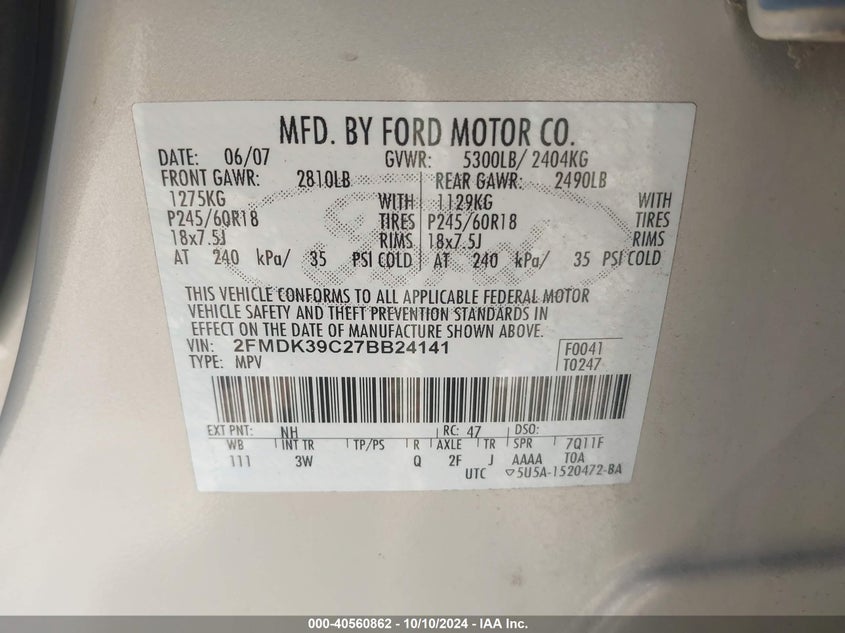 MFD. BY FORD MOTOR CO.
DATE: 06/07 GVWR: 5300LB/ 2404KG
FRONT GAWR: 2810LB REAR GAWR: 2490LB
1275KG WITH 1129KG WITH
P245/60R18 TIRES P245/60R18 TIRES
18x7.5J RIMS 18x7.5J RIMS
AT 240 kPa/ 35 PSI COLD AT 240 kPa/ 35 PSI COLD
THIS VEHICLE CONFORMS TO ALL APPLICABLE FEDERAL MOTOR
VEHICLE SAFETY AND THEFT PREVENTION STANDARDS IN
EFFECT ON THE DATE OF MANUFACTURE SHOWN ABOVE.
VIN: 2FMDK39C27BB24141 F0041
TYPE: MPV T0247
EXT PNT: NH RC: 47 DSO:
WB INT TR TP/PS R AXLE TR SPR 7Q11F
111 3W Q 2F J AAAA TOA
UTC ▽5U5A-1520472-BA
000-40560862 - 10/10/2024 - IAA Inc.